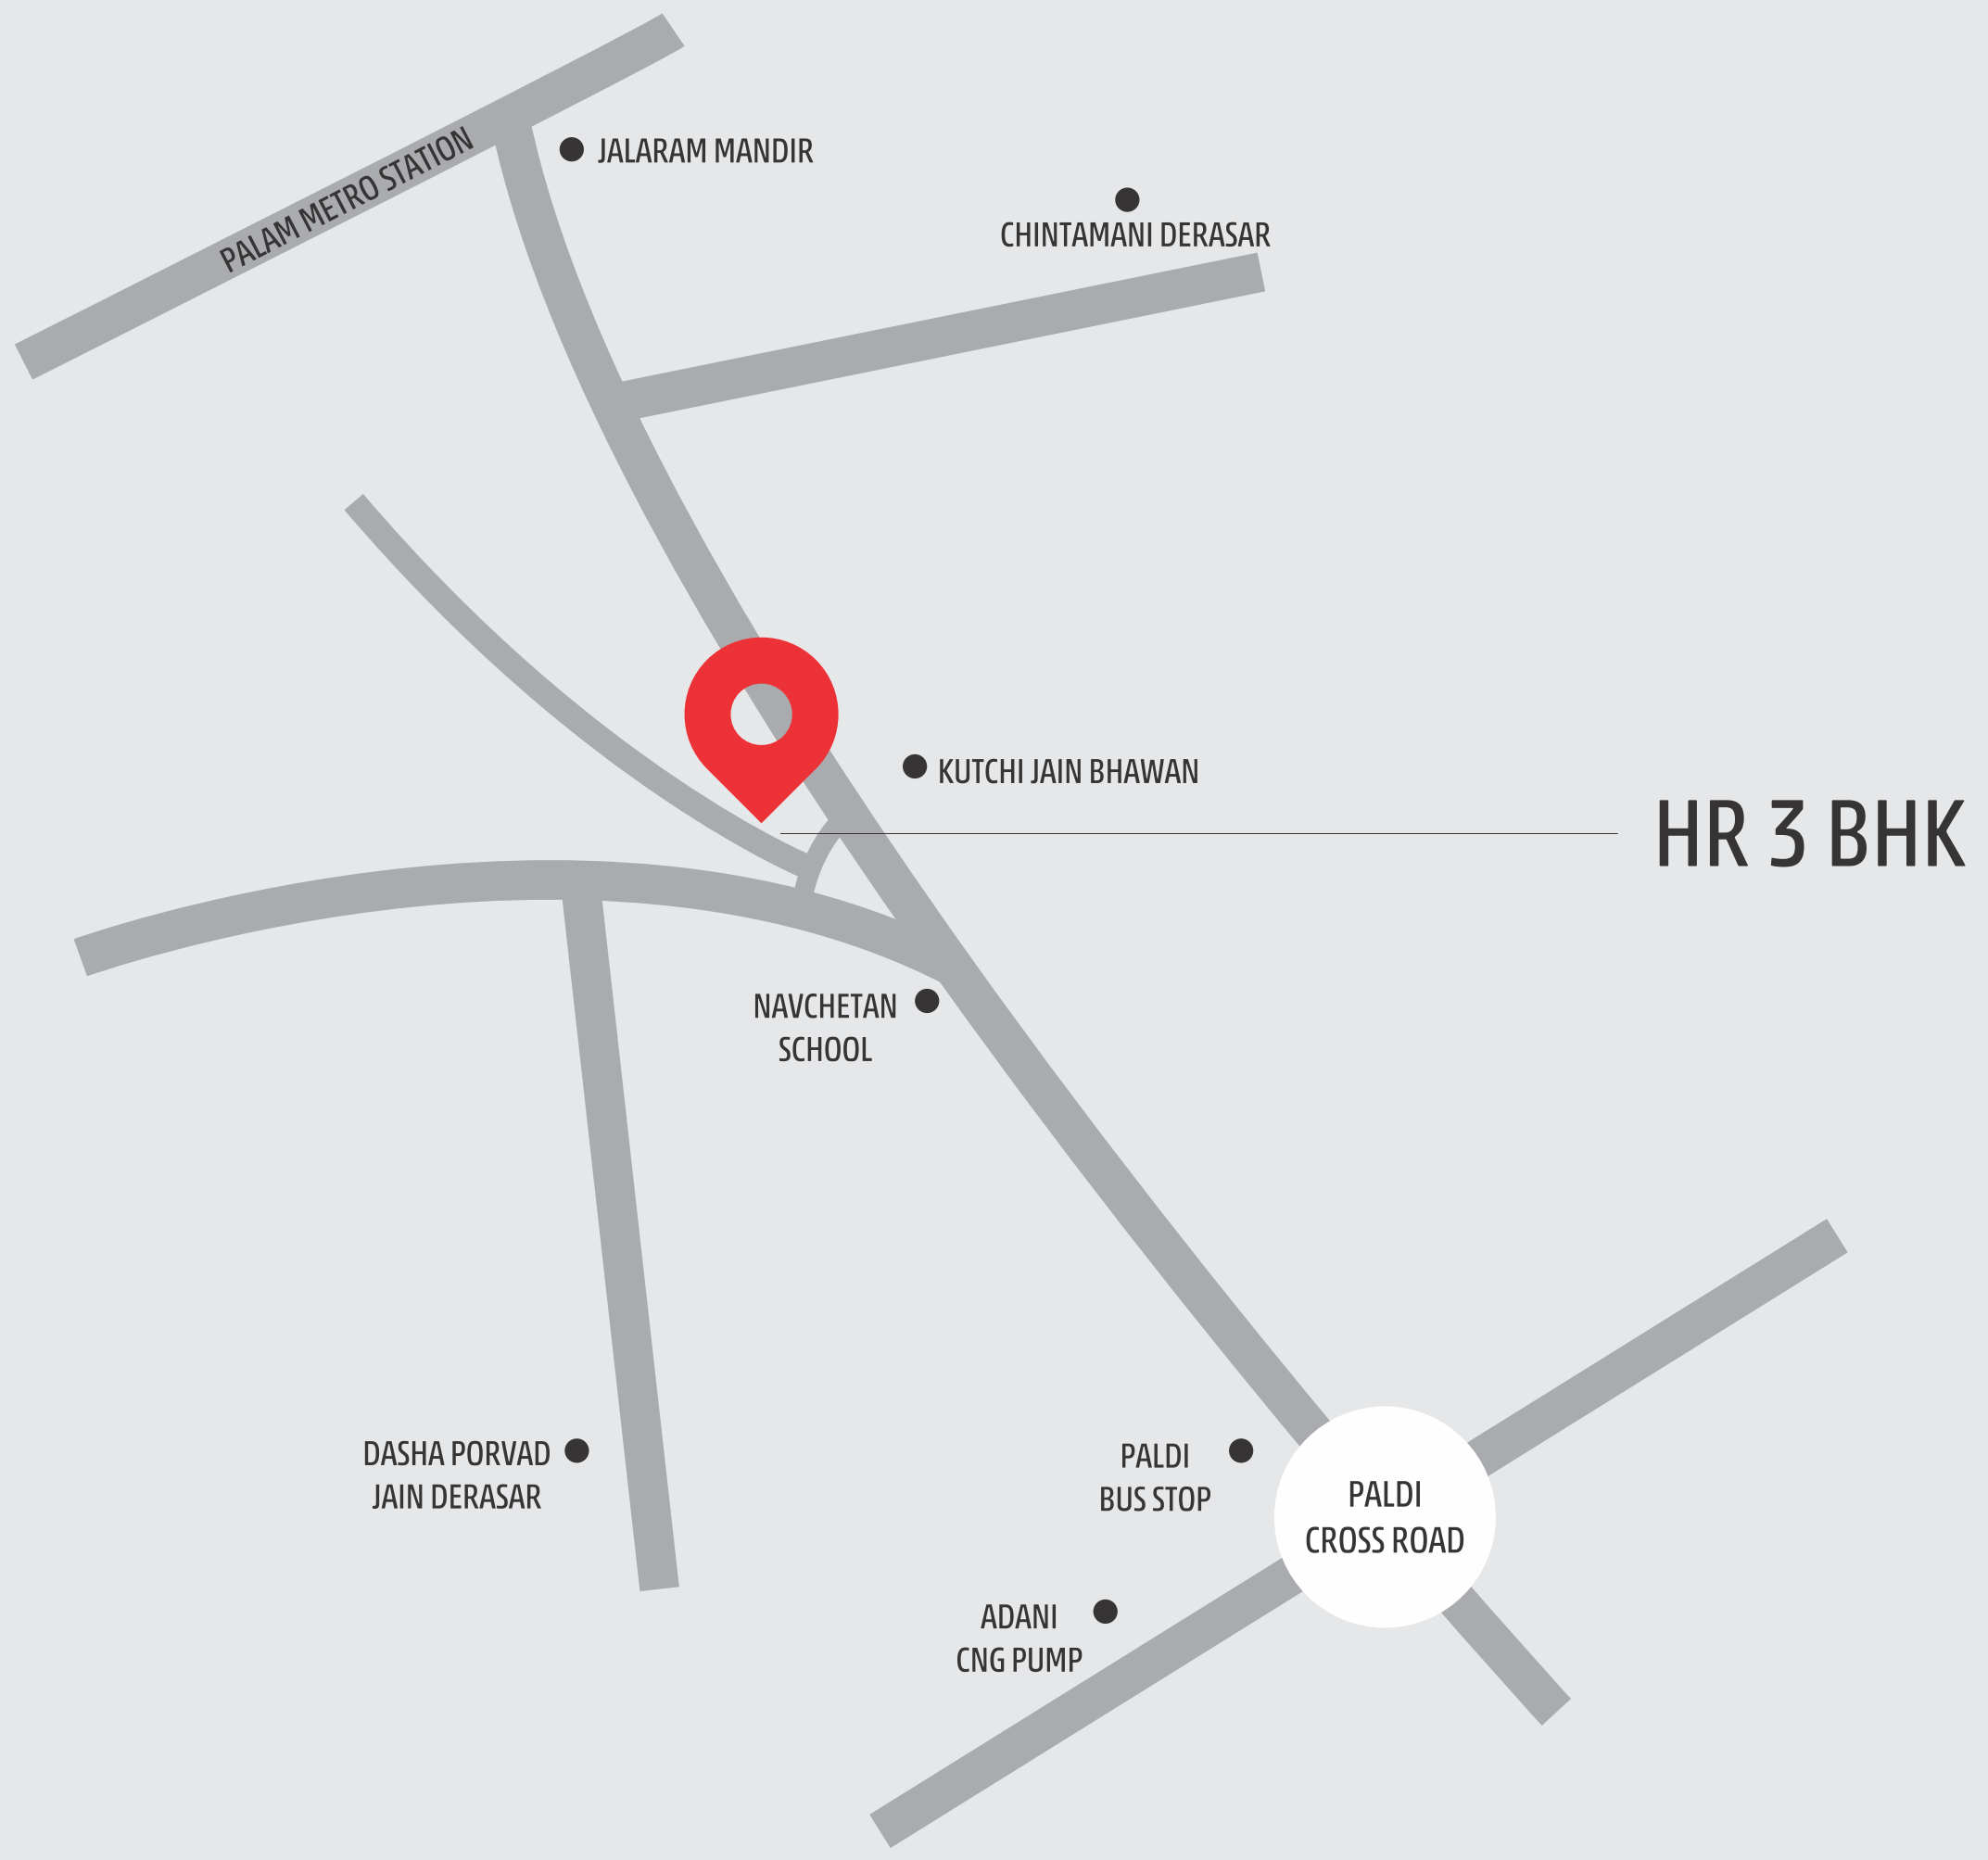 PALAM METRO STATION
JALARAM MANDIR
CHINTAMANI DERASAR
KUTCHI JAIN BHAWAN
HR 3 BHK
NAVCHETAN
SCHOOL
DASHA PORVAD
JAIN DERASAR
PALDI
BUS STOP
PALDI
CROSS ROAD
ADANI
CNG PUMP